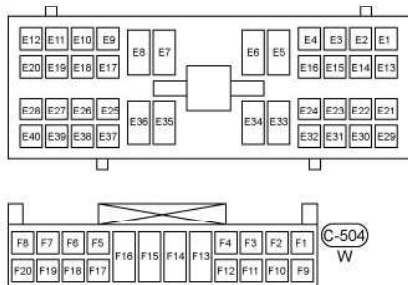 E12 E11 E10 E9 E8 E7 E6 E5 E4 E3 E2 E1
E20 E19 E18 E17 E16 E15 E14 E13
E28 E27 E26 E25 E36 E35 E34 E33 E24 E23 E22 E21
E40 E39 E38 E37 E32 E31 E30 E29
F8 F7 F6 F5 F16 F15 F14 F13 F4 F3 F2 F1 C-504
F20 F19 F18 F17 F12 F11 F10 F9 W